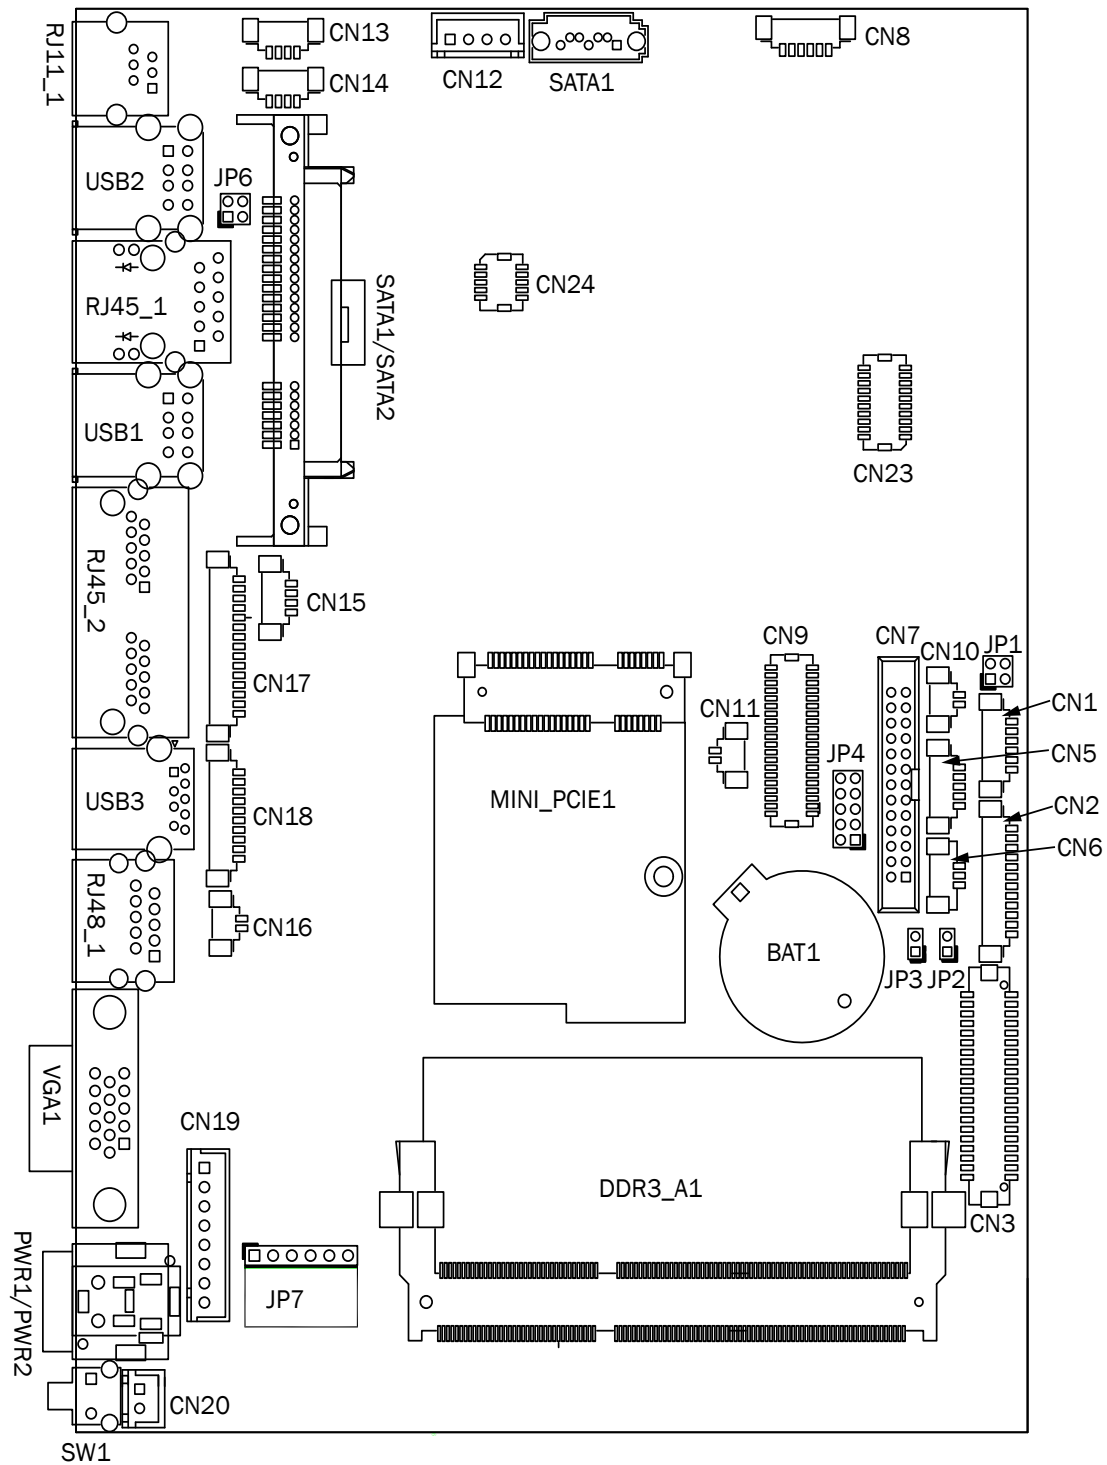 RJ11_1
CN13
CN14
CN12
SATA1
CN8
USB2
JP6
RJ45_1
SATA1/SATA2
CN24
USB1
CN23
RJ45_2
CN15
CN17
CN9
CN7
CN10
JP1
CN11
CN1
JP4
CN5
MINI_PCIE1
USB3
CN18
CN2
CN6
RJ48_1
CN16
BAT1
JP3
JP2
VGA1
CN19
DDR3_A1
CN3
PWR1/PWR2
JP7
CN20
SW1